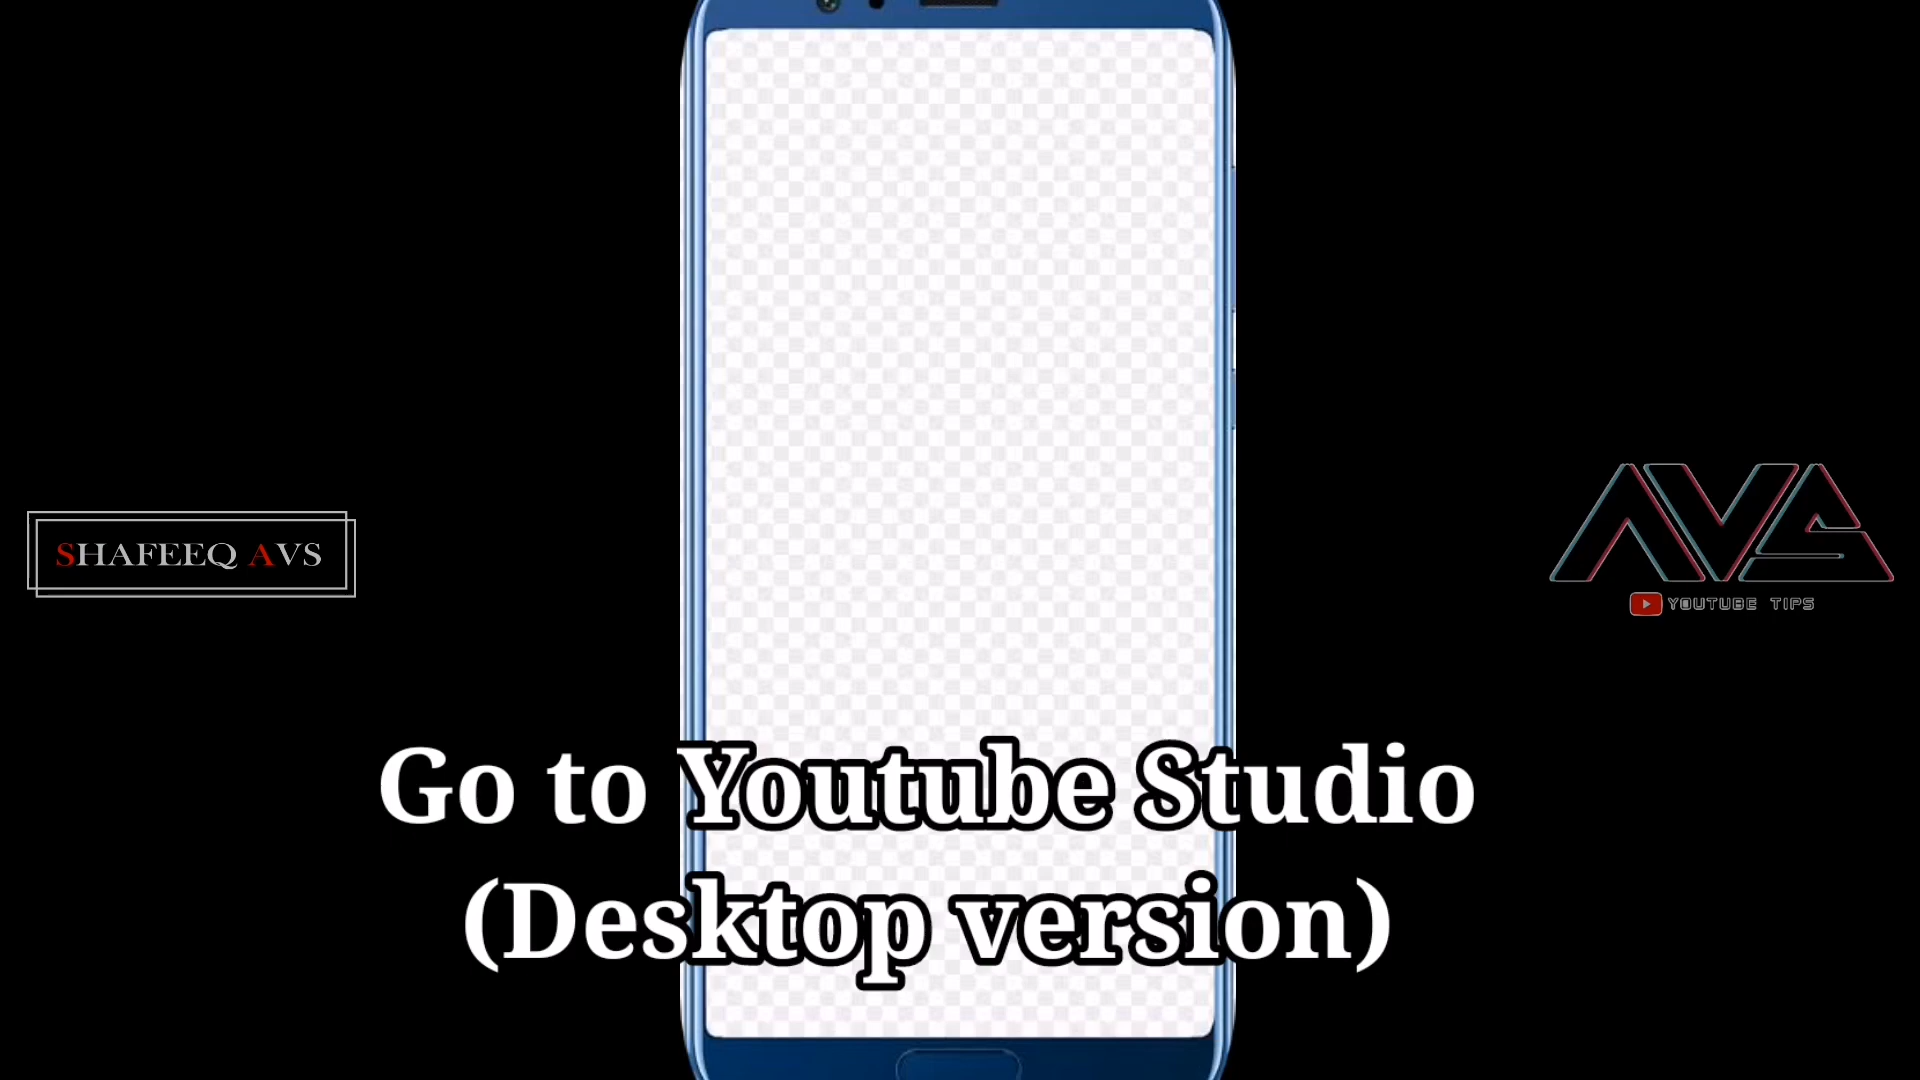 SHAFEEQ AVS
AVS
YOUTUBE TIPS
Go to Youtube Studio
(Desktop version)